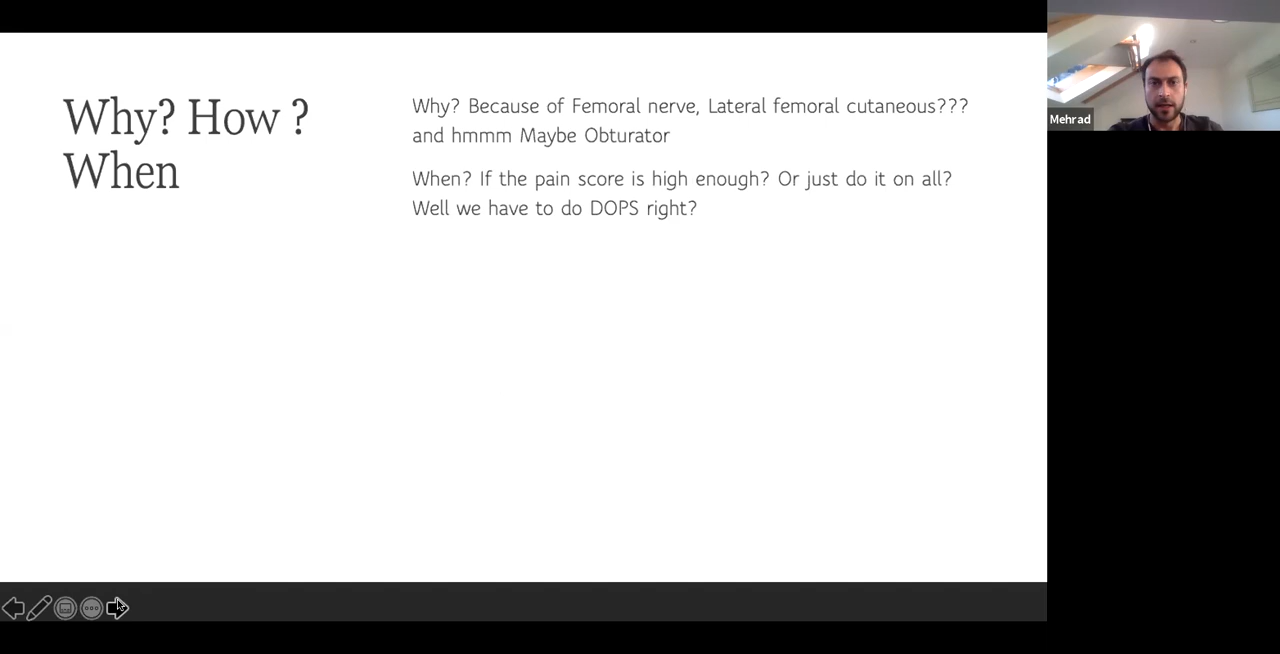 Why? How ?
When
Why? Because of Femoral nerve, Lateral femoral cutaneous???
and hmmm Maybe Obturator
When? If the pain score is high enough? Or just do it on all?
Well we have to do DOPS right?
Mehrad